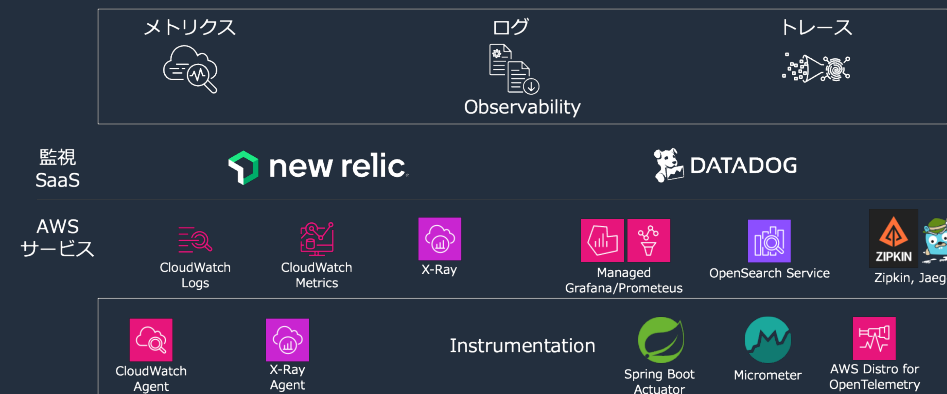 メトリクス
ログ
トレース
Observability
監視
SaaS
new relic
DATADOG
AWS
サービス
CloudWatch
Logs
CloudWatch
Metrics
X-Ray
Managed
Grafana/Prometeus
OpenSearch Service
ZIPKIN
Zipkin, Jaeg
CloudWatch
Agent
X-Ray
Agent
Instrumentation
Spring Boot
Actuator
Micrometer
AWS Distro for
OpenTelemetry